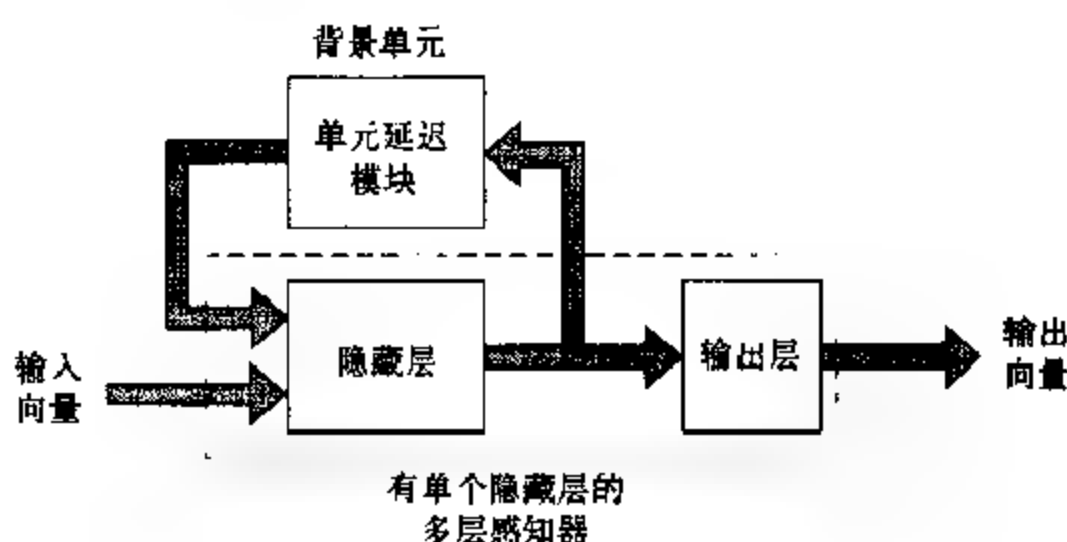 背景单元
单元延迟
模块
输入
向量
隐藏层
输出层
输出
向量
有单个隐藏层的
多层感知器